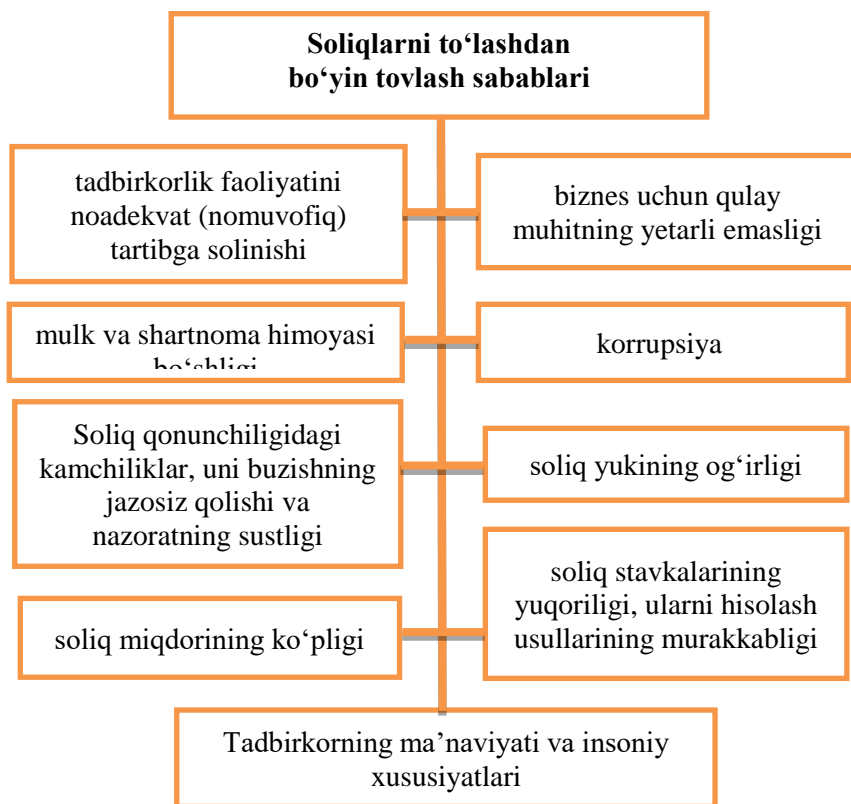 Soliqlarni to‘lashdan
bo‘yin tovlash sabablari
tadbirkorlik faoliyatini
noadekvat (nomuvofiq)
tartibga solinishi
biznes uchun qulay
muhitning yetarli emasligi
mulk va shartnoma himoyasi
bo‘shligi
korrupsiya
Soliq qonunchiligidagi
kamchiliklar, uni buzishning
jazosiz qolishi va
nazoratning sustligi
soliq yukining og‘irligi
soliq miqdorining ko‘pligi
soliq stavkalarining
yuqoriligi, ularni hisolash
usullarining murakkabligi
Tadbirkorning ma’naviyati va insoniy
xususiyatlari